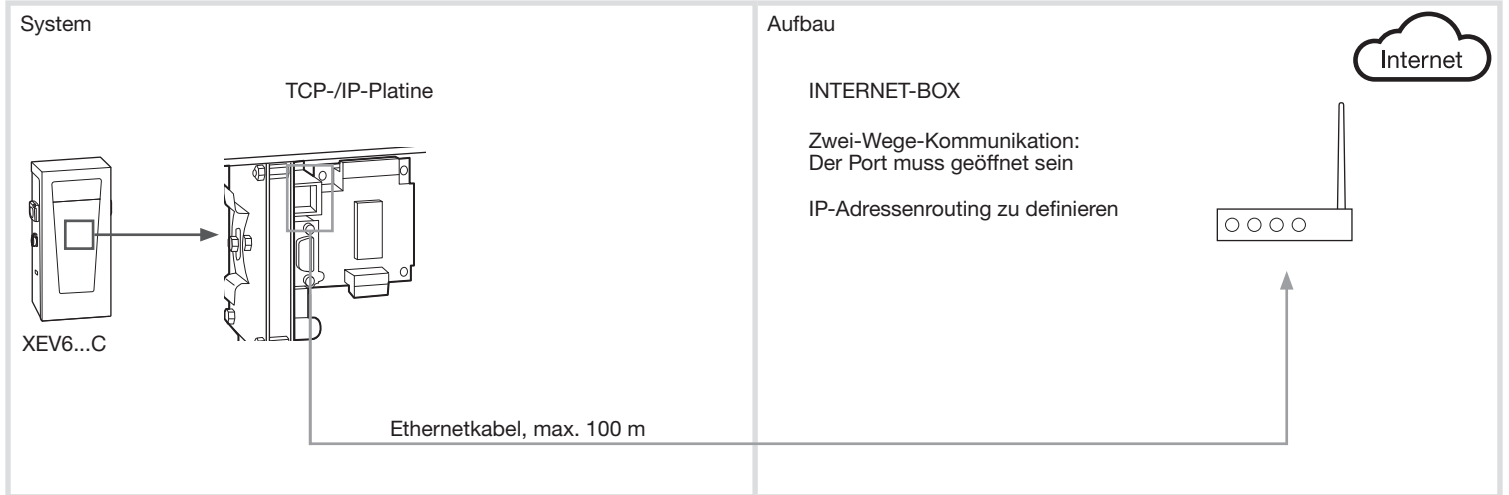 System
TCP-/IP-Platine
XEV6...C
Ethernetkabel, max. 100 m
Aufbau
Internet
INTERNET-BOX
Zwei-Wege-Kommunikation:
Der Port muss geöffnet sein
IP-Adressenrouting zu definieren